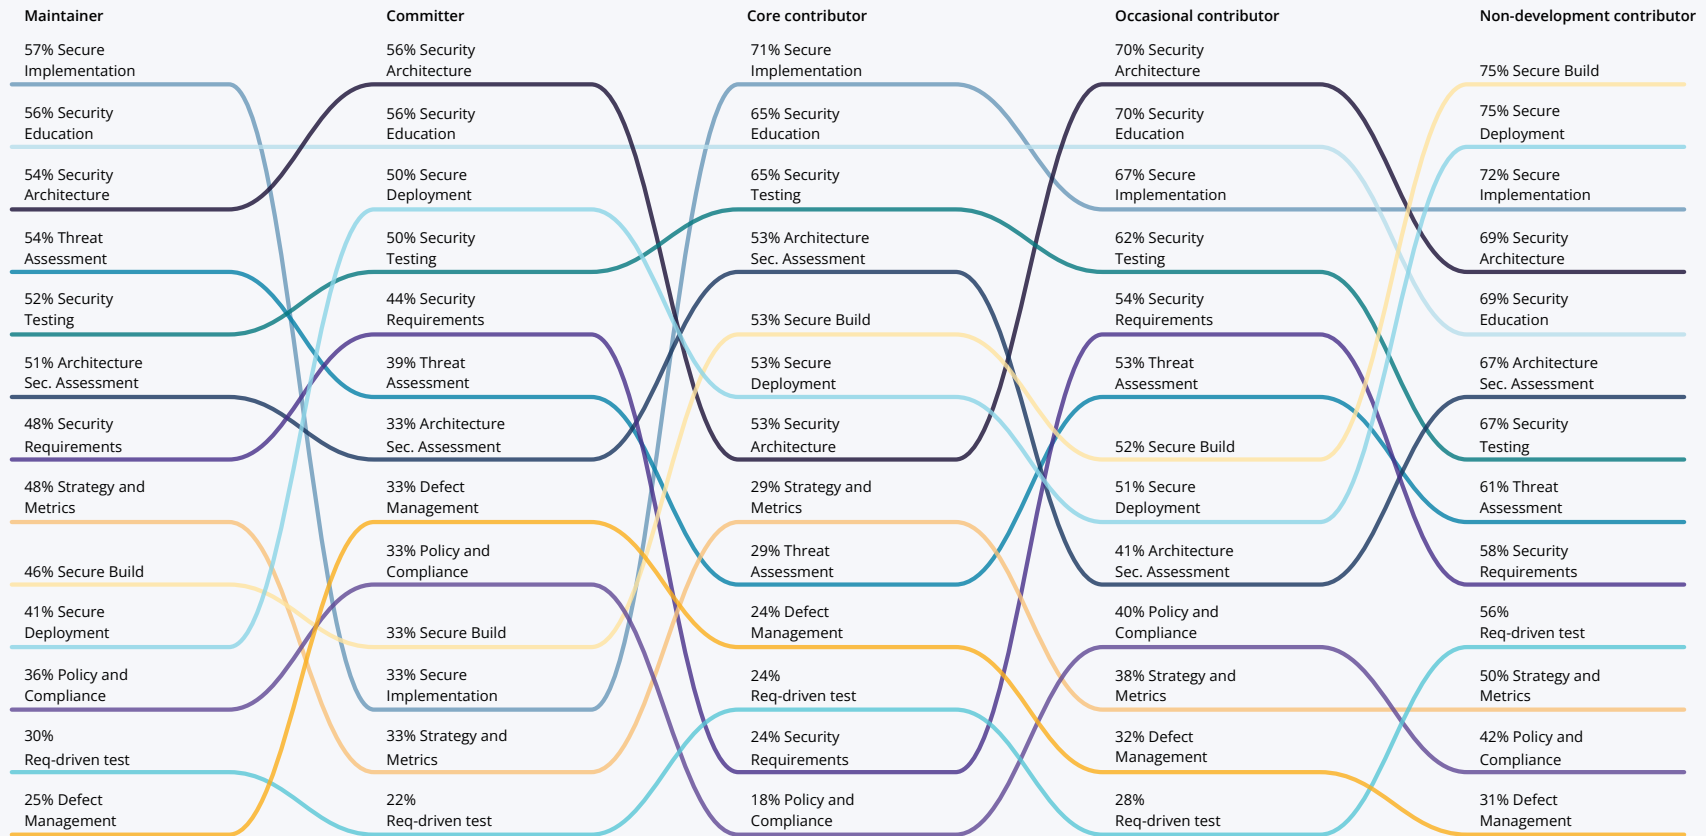 Maintainer
57% Secure
Implementation
56% Security
Education
54% Security
Architecture
54% Threat
Assessment
52% Security
Testing
51% Architecture
Sec. Assessment
48% Security
Requirements
48% Strategy and
Metrics
46% Secure Build
41% Secure
Deployment
36% Policy and
Compliance
30%
Req-driven test
25% Defect
Management
Committer
56% Security
Architecture
56% Security
Education
50% Secure
Deployment
50% Security
Testing
44% Security
Requirements
39% Threat
Assessment
33% Architecture
Sec. Assessment
33% Defect
Management
33% Policy and
Compliance
33% Secure Build
33% Secure
Implementation
33% Strategy and
Metrics
22%
Req-driven test
Core contributor
71% Secure
Implementation
65% Security
Education
65% Security
Testing
53% Architecture
Sec. Assessment
53% Secure Build
53% Secure
Deployment
53% Security
Architecture
29% Strategy and
Metrics
29% Threat
Assessment
24% Defect
Management
24%
Req-driven test
24% Security
Requirements
18% Policy and
Compliance
Occasional contributor
70% Security
Architecture
70% Security
Education
67% Secure
Implementation
62% Security
Testing
54% Security
Requirements
53% Threat
Assessment
52% Secure Build
51% Secure
Deployment
41% Architecture
Sec. Assessment
40% Policy and
Compliance
38% Strategy and
Metrics
32% Defect
Management
28%
Req-driven test
Non-development contributor
75% Secure Build
75% Secure
Deployment
72% Secure
Implementation
69% Security
Architecture
69% Security
Education
67% Architecture
Sec. Assessment
67% Security
Testing
61% Threat
Assessment
58% Security
Requirements
56%
Req-driven test
50% Strategy and
Metrics
42% Policy and
Compliance
31% Defect
Management